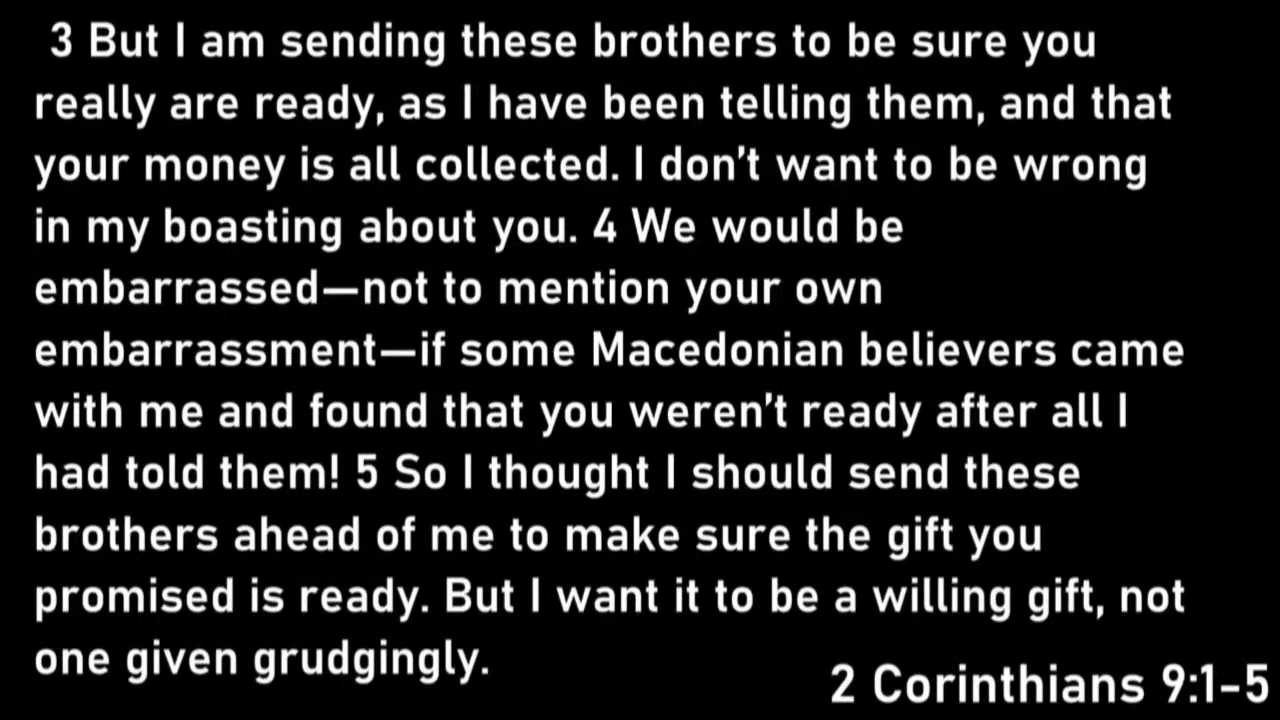 3 But I am sending these brothers to be sure you
really are ready, as I have been telling them, and that
your money is all collected. I don't want to be wrong
in my boasting about you. 4 We would be
embarrassed—not to mention your own
embarrassment—if some Macedonian believers came
with me and found that you weren't ready after all I
had told them! 5 So I thought I should send these
brothers ahead of me to make sure the gift you
promised is ready. But I want it to be a willing gift, not
one given grudgingly.
2 Corinthians 9:1-5